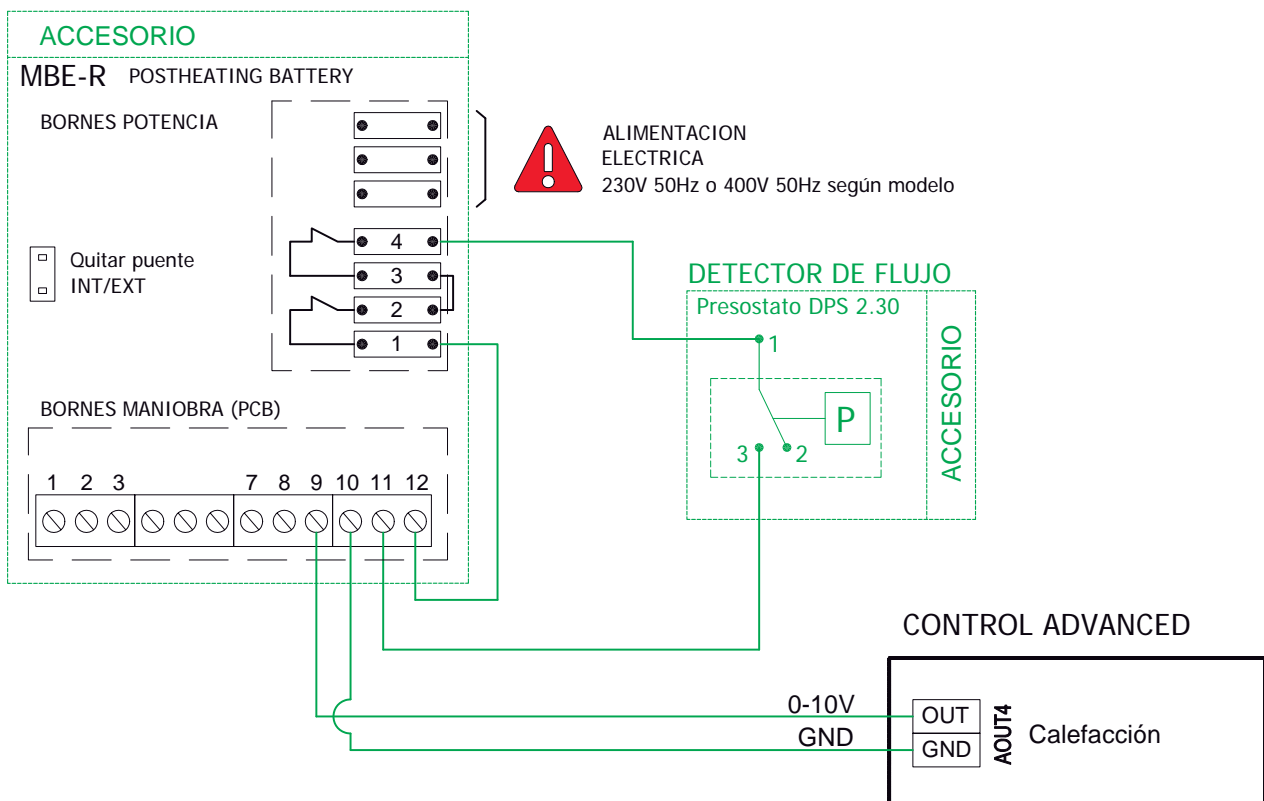 ACCESORIO
MBE-R POSTHEATING BATTERY
BORNES POTENCIA
ALIMENTACION
ELECTRICA
230V 50Hz o 400V 50Hz según modelo
4
3
2
1
Quitar puente
INT/EXT
DETECTOR DE FLUJO
Presostato DPS 2.30
1
P
3 2
ACCESORIO
BORNES MANIOBRA (PCB)
1 2 3 7 8 9 10 11 12
CONTROL ADVANCED
0-10V
GND
OUT
GND
AOUT4
Calefacción